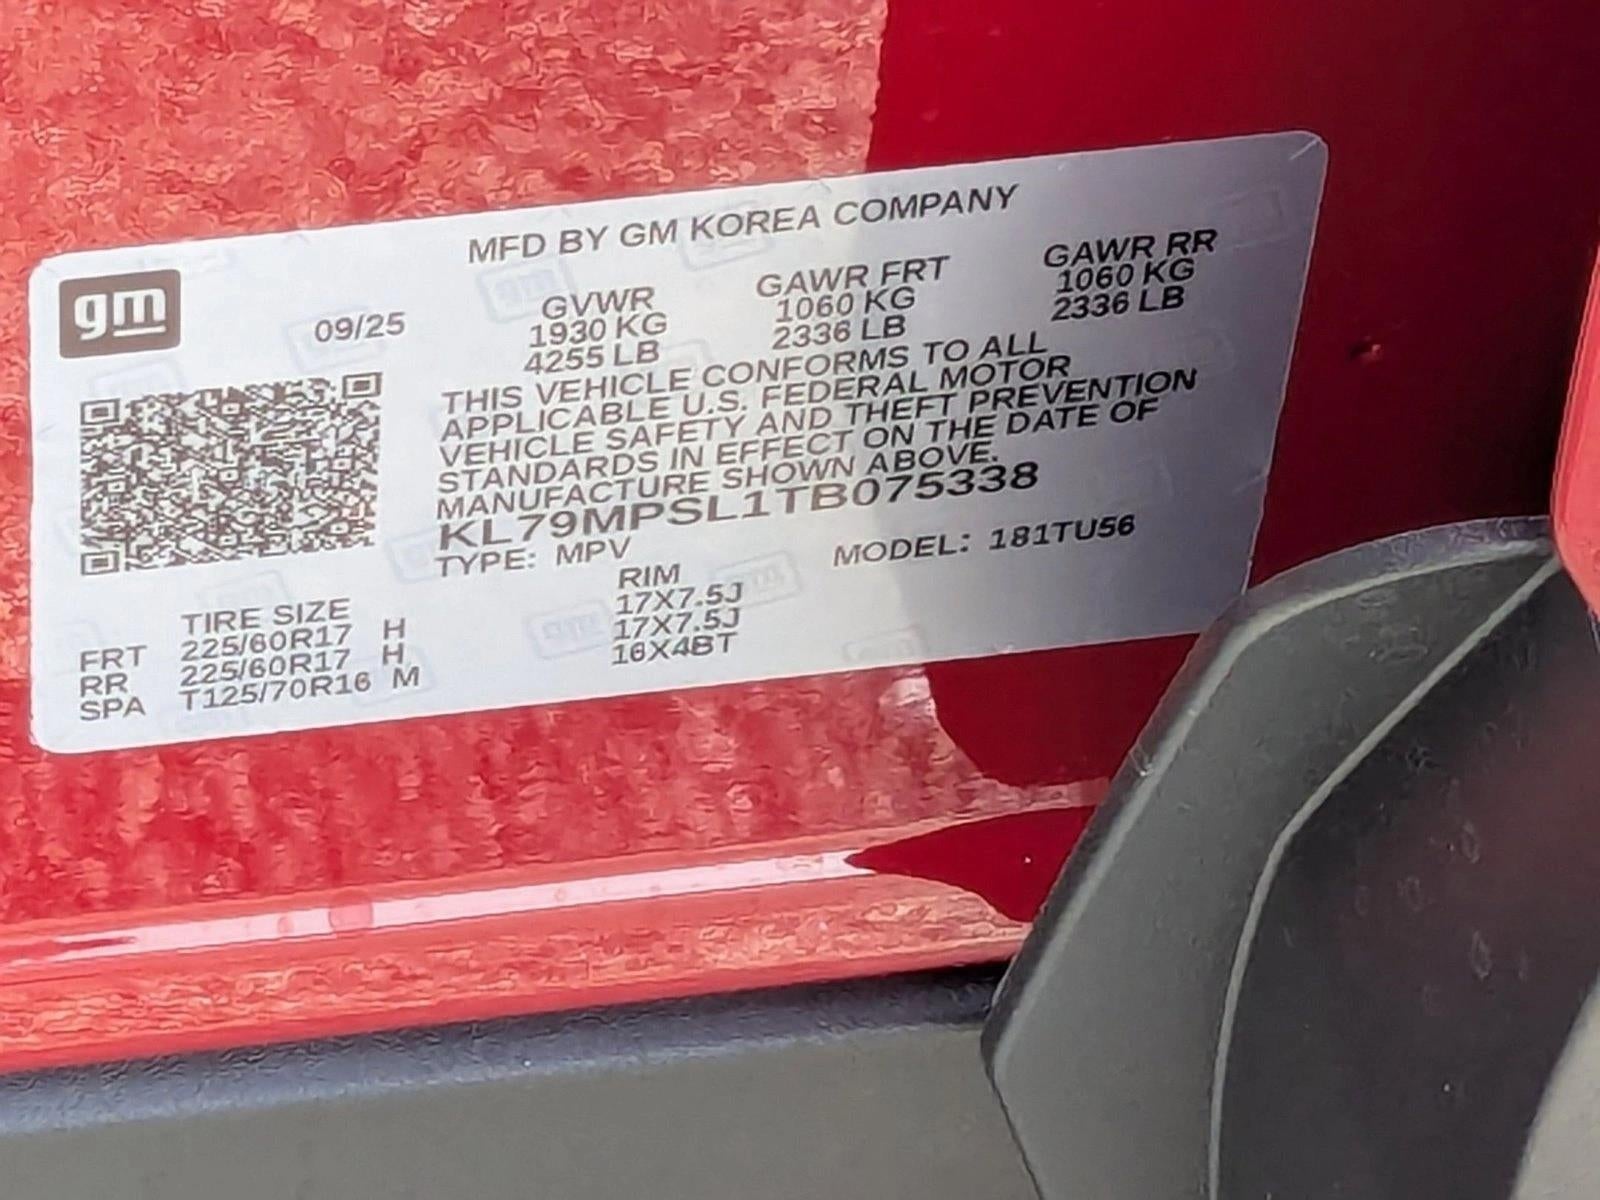 MFD BY GM KOREA COMPANY
gm
09/25
GVWR GAWR FRT GAWR RR
1930 KG 1060 KG 1060 KG
4255 LB 2336 LB 2336 LB
THIS VEHICLE CONFORMS TO ALL
APPLICABLE U.S. FEDERAL MOTOR
VEHICLE SAFETY AND THEFT PREVENTION
STANDARDS IN EFFECT ON THE DATE OF
MANUFACTURE SHOWN ABOVE.
KL79MPSL1TB075338
TYPE: MPV MODEL: 181TU56
TIRE SIZE RIM
FRT 225/60R17 H 17X7.5J
RR 225/60R17 H 17X7.5J
SPA T125/70R16 M 16X4BT